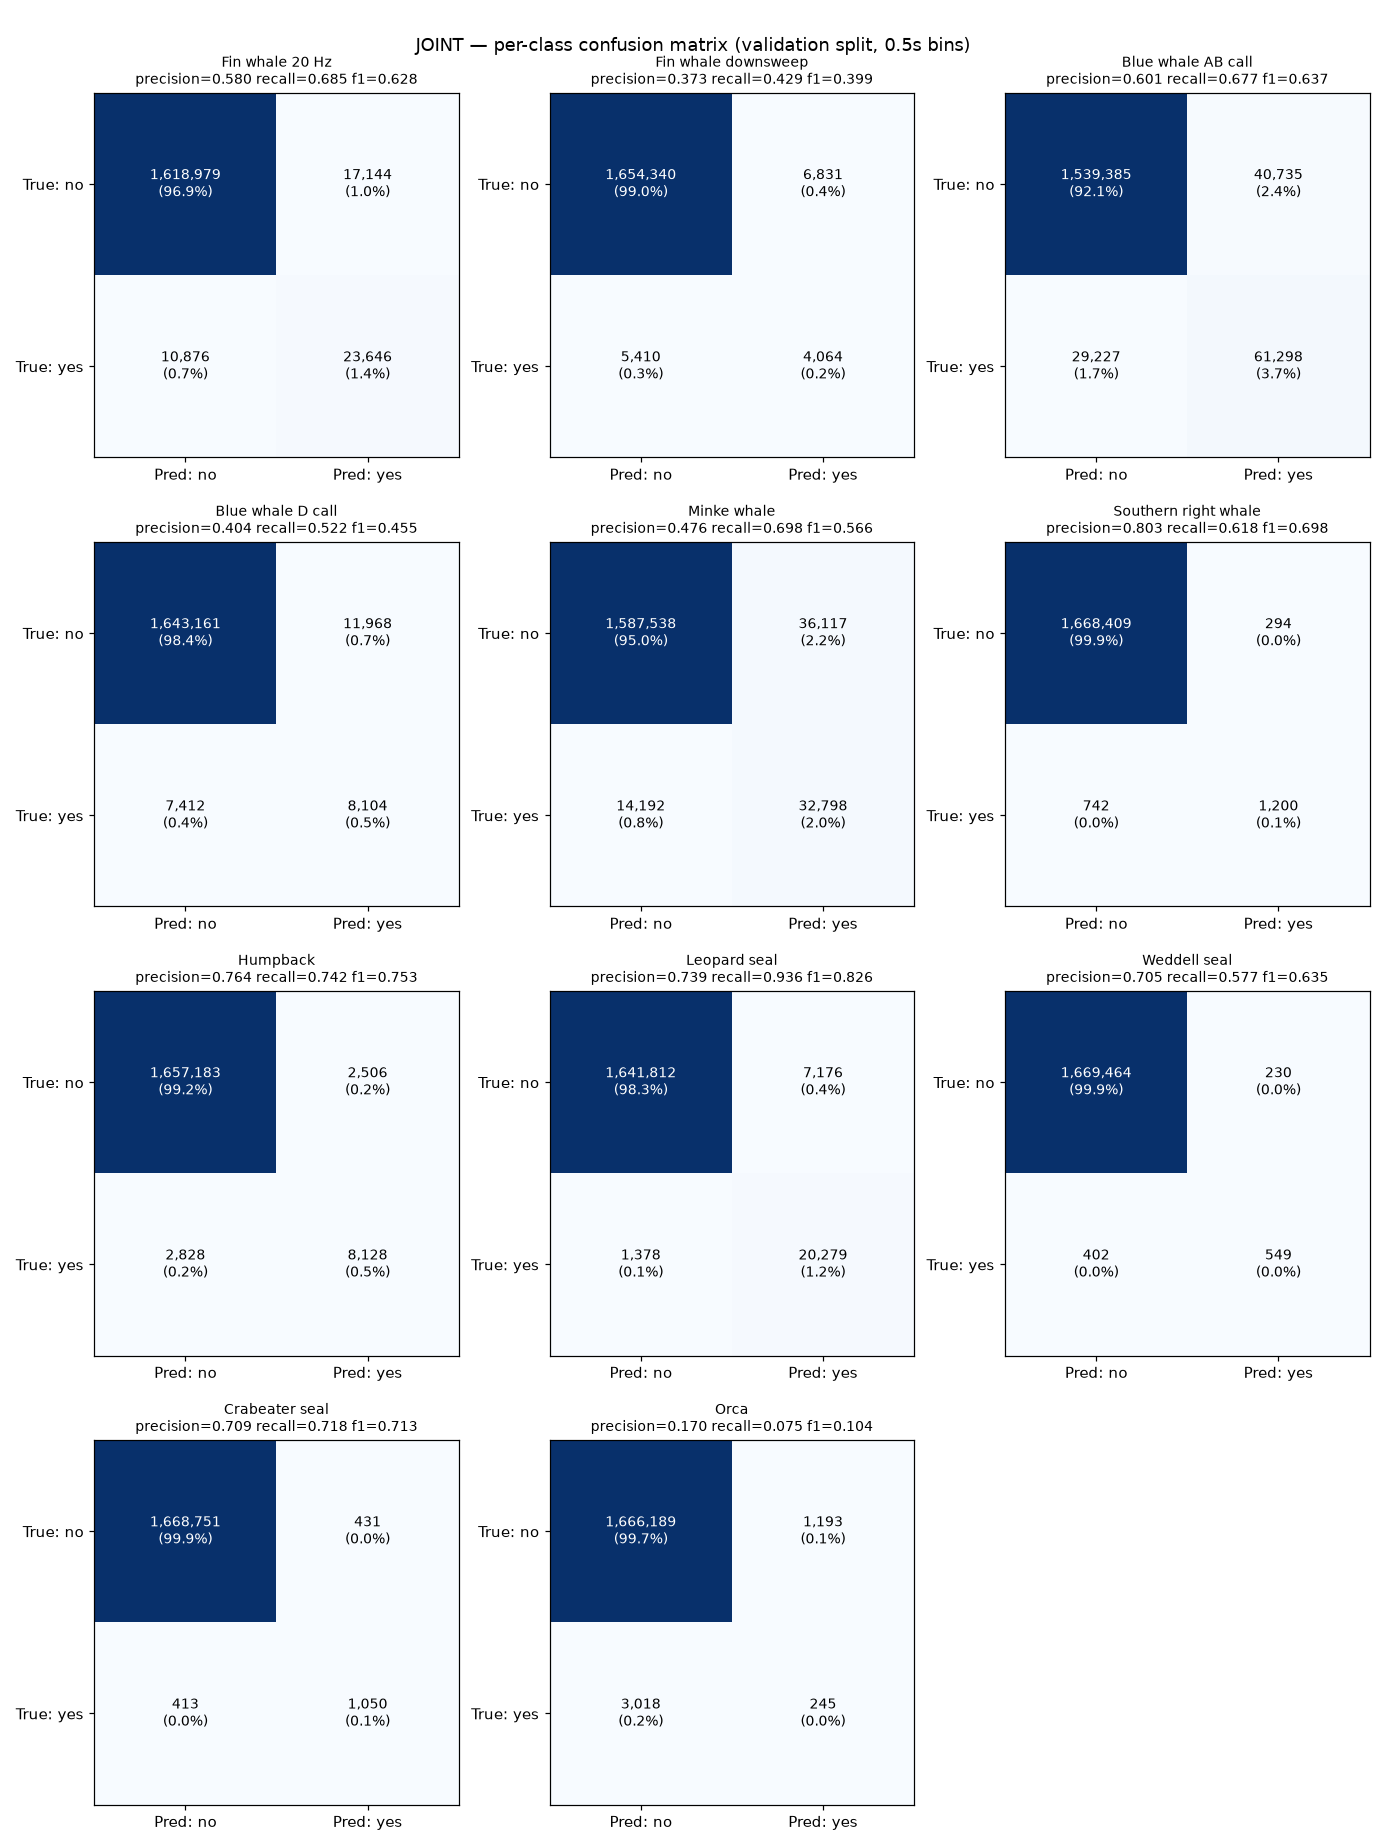 JOINT — per-class confusion matrix (validation split, 0.5s bins)
Fin whale 20 Hz
precision=0.580 recall=0.685 f1=0.628
True: no
1,618,979
(96.9%)
17,144
(1.0%)
True: yes
10,876
(0.7%)
23,646
(1.4%)
Pred: no
Pred: yes
Fin whale downsweep
precision=0.373 recall=0.429 f1=0.399
True: no
1,654,340
(99.0%)
6,831
(0.4%)
True: yes
5,410
(0.3%)
4,064
(0.2%)
Pred: no
Pred: yes
Blue whale AB call
precision=0.601 recall=0.677 f1=0.637
True: no
1,539,385
(92.1%)
40,735
(2.4%)
True: yes
29,227
(1.7%)
61,298
(3.7%)
Pred: no
Pred: yes
Blue whale D call
precision=0.404 recall=0.522 f1=0.455
True: no
1,643,161
(98.4%)
11,968
(0.7%)
True: yes
7,412
(0.4%)
8,104
(0.5%)
Pred: no
Pred: yes
Minke whale
precision=0.476 recall=0.698 f1=0.566
True: no
1,587,538
(95.0%)
36,117
(2.2%)
True: yes
14,192
(0.8%)
32,798
(2.0%)
Pred: no
Pred: yes
Southern right whale
precision=0.803 recall=0.618 f1=0.698
True: no
1,668,409
(99.9%)
294
(0.0%)
True: yes
742
(0.0%)
1,200
(0.1%)
Pred: no
Pred: yes
Humpback
precision=0.764 recall=0.742 f1=0.753
True: no
1,657,183
(99.2%)
2,506
(0.2%)
True: yes
2,828
(0.2%)
8,128
(0.5%)
Pred: no
Pred: yes
Leopard seal
precision=0.739 recall=0.936 f1=0.826
True: no
1,641,812
(98.3%)
7,176
(0.4%)
True: yes
1,378
(0.1%)
20,279
(1.2%)
Pred: no
Pred: yes
Weddell seal
precision=0.705 recall=0.577 f1=0.635
True: no
1,669,464
(99.9%)
230
(0.0%)
True: yes
402
(0.0%)
549
(0.0%)
Pred: no
Pred: yes
Crabeater seal
precision=0.709 recall=0.718 f1=0.713
True: no
1,668,751
(99.9%)
431
(0.0%)
True: yes
413
(0.0%)
1,050
(0.1%)
Pred: no
Pred: yes
Orca
precision=0.170 recall=0.075 f1=0.104
True: no
1,666,189
(99.7%)
1,193
(0.1%)
True: yes
3,018
(0.2%)
245
(0.0%)
Pred: no
Pred: yes